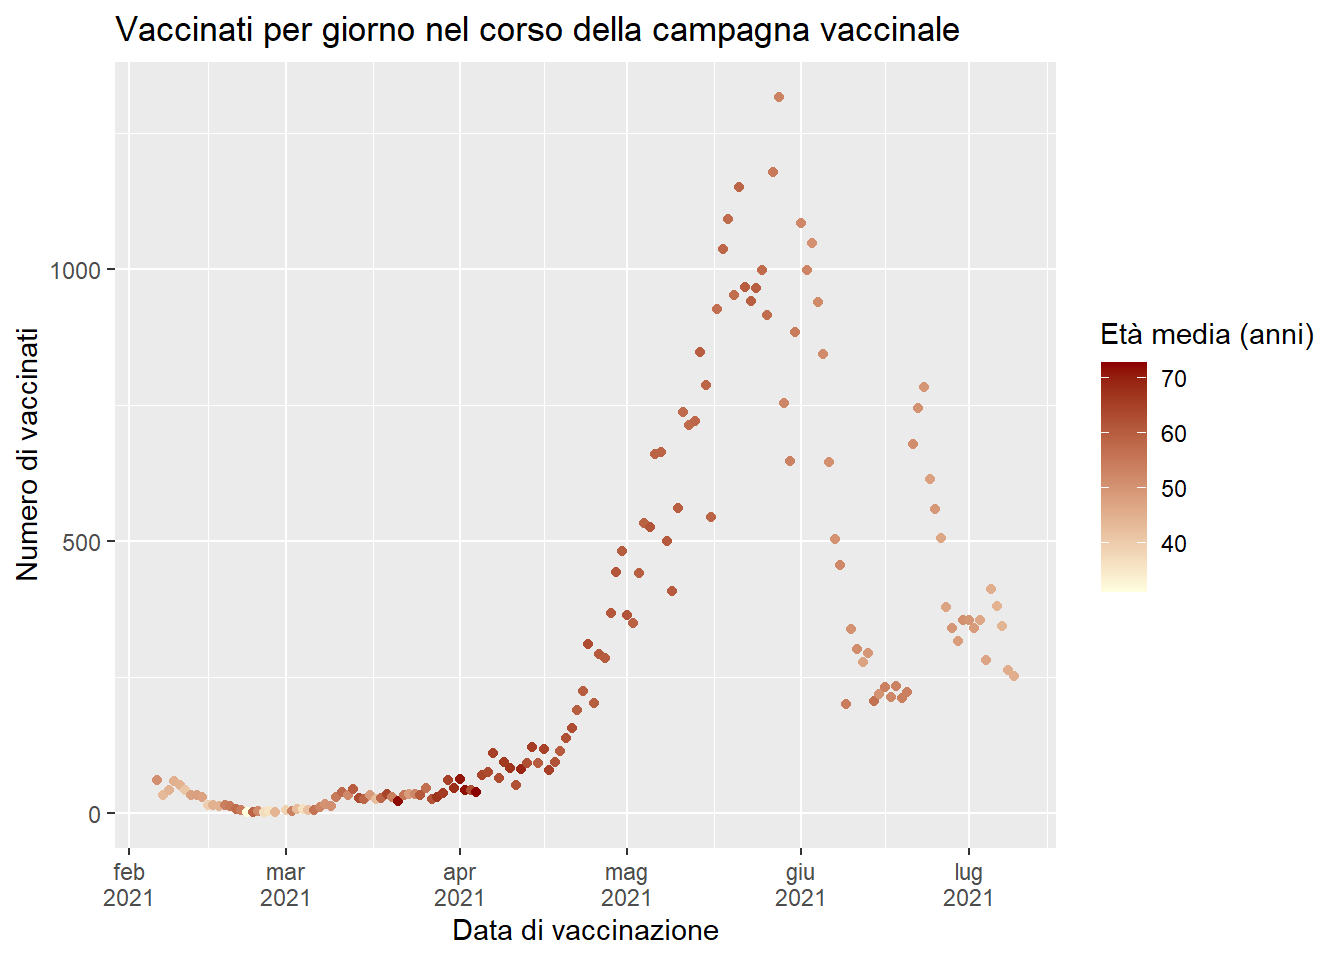 Vaccinati per giorno nel corso della campagna vaccinale
Numero di vaccinati
1000
500
0
feb
2021
mar
2021
apr
2021
mag
2021
giu
2021
lug
2021
Data di vaccinazione
Età media (anni)
70
60
50
40